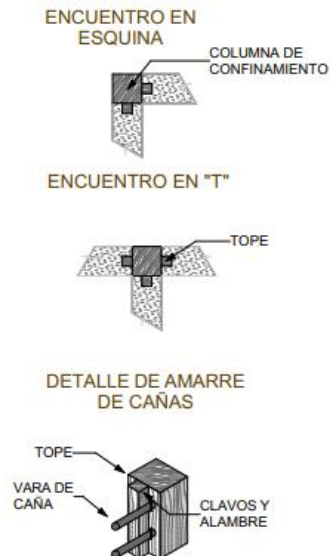 ENCUENTRO EN
ESQUINA
COLUMNA DE
CONFINAMIENTO
ENCUENTRO EN "T"
TOPE
DETALLE DE AMARRE
DE CAÑAS
TOPE
VARA DE
CAÑA
CLAVOS Y
ALAMBRE